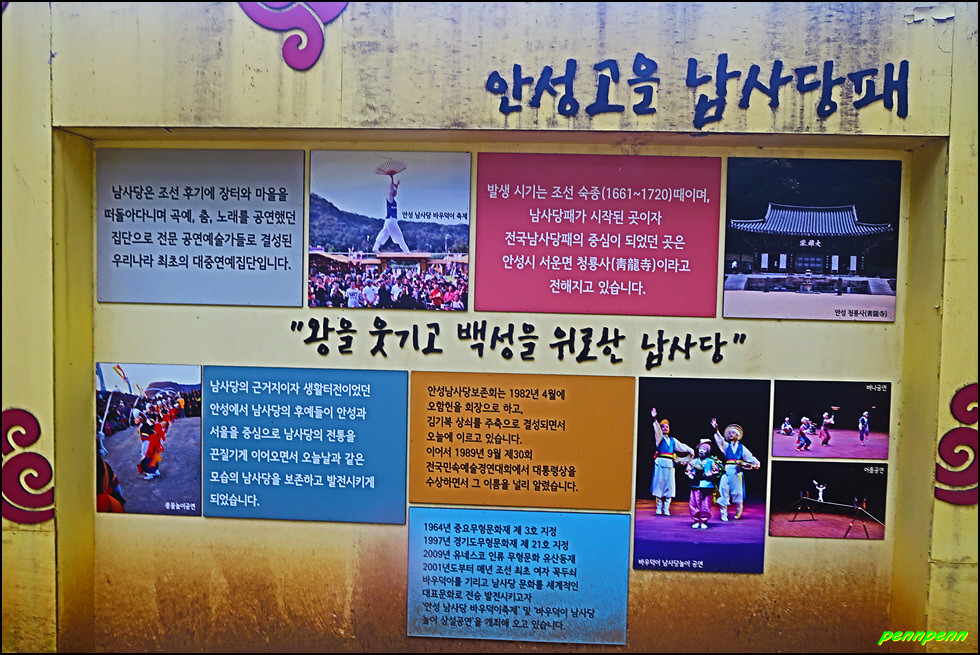 안성고을 남사당패
남사당은 조선 후기에 장터와 마을을
떠돌아다니며 곡예, 춤, 노래를 공연했던
집단으로 전문 공연예술가들로 결성된
우리나라 최초의 대중연예집단입니다.
안성 남사당 바우덕이 축제
발생 시기는 조선 숙종(1661~1720)때이며,
남사당패가 시작된 곳이자
전국남사당패의 중심이 되었던 곳은
안성시 서운면 청룡사(靑龍寺)이라고
전해지고 있습니다.
안성 청룡사(靑龍寺)
"왕을 웃기고 백성을 위로한 남사당"
풍물놀이공연
남사당의 근거지이자 생활터전이었던
안성에서 남사당의 후예들이 안성과
서울을 중심으로 남사당의 전통을
끈질기게 이어오면서 오늘날과 같은
모습의 남사당을 보존하고 발전시키게
되었습니다.
안성남사당보존회는 1982년 4월에
오함헌을 회장으로 하고,
김기복 상쇠를 주축으로 결성되면서
오늘에 이르고 있습니다.
이어서 1989년 9월 제30회
전국민속예술경연대회에서 대통령상을
수상하면서 그 이름을 널리 알렸습니다.
1964년 중요무형문화재 제 3호 지정
1997년 경기도무형문화재 제 21호 지정
2009년 유네스코 인류 무형문화 유산등재
2001년도부터 매년 조선 최초 여자 꼭두쇠
바우덕이를 기리고 남사당 문화를 세계적인
대표문화로 전승 발전시키고자
'안성 남사당 바우덕이축제' 및 '바우덕이 남사당
놀이 상설공연'을 개최해 오고 있습니다.
바우덕이 남사당놀이 공연
버나공연
어름공연
pennpenn